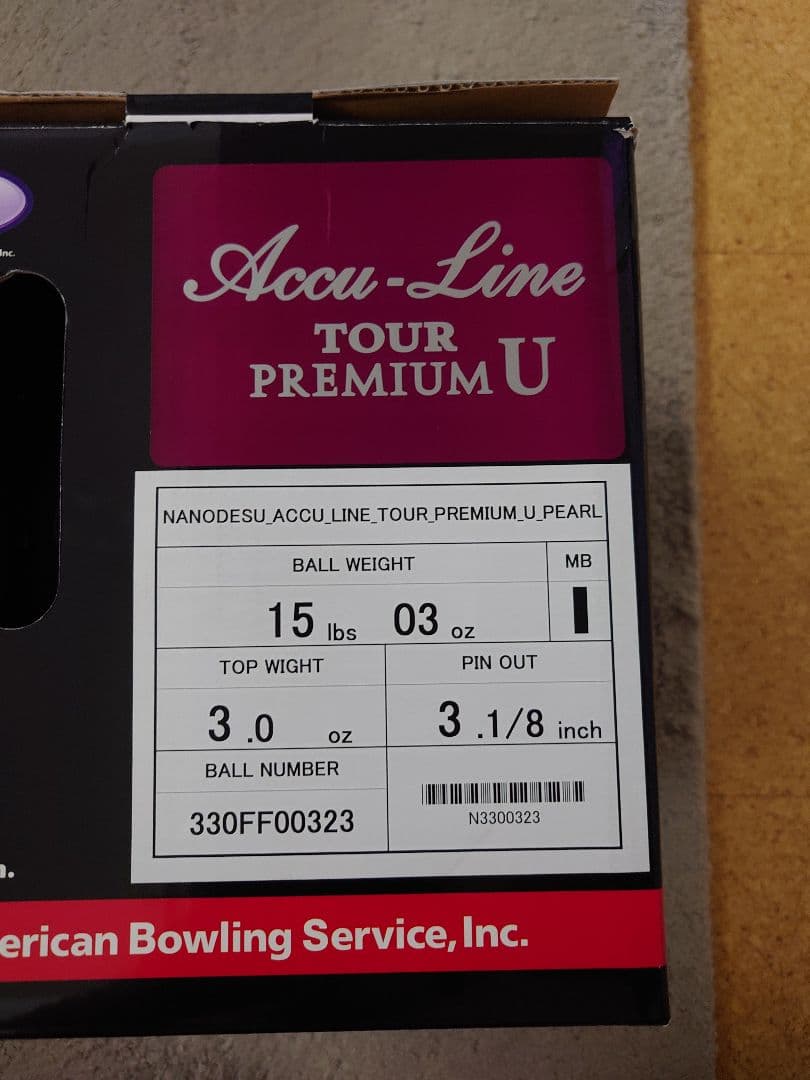 Inc.
Accu-Line
TOUR
PREMIUM U
NANODESU_ACCU_LINE_TOUR_PREMIUM_U_PEARL
BALL WEIGHT MB
15 lbs 03 oz I
TOP WIGHT PIN OUT
3 .0 oz 3 .1/8 inch
BALL NUMBER
330FF00323
N3300323
erican Bowling Service, Inc.